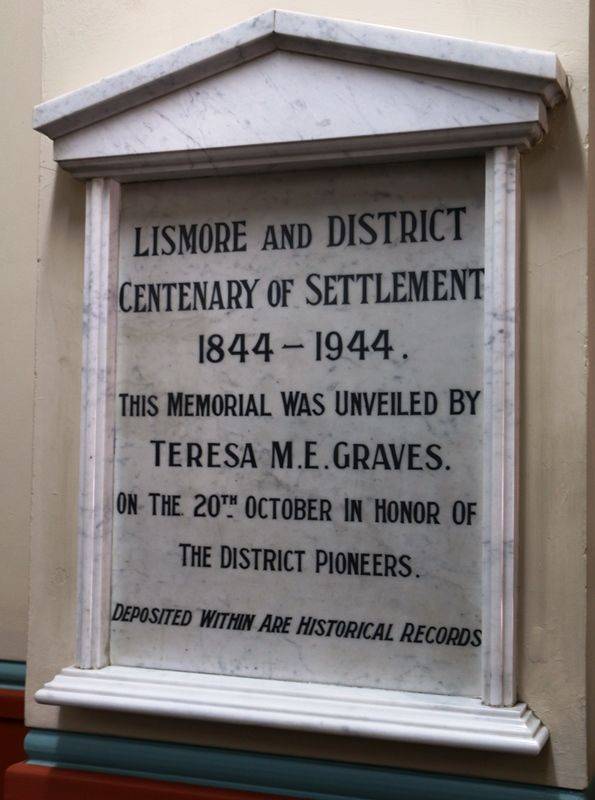 LISMORE AND DISTRICT
CENTENARY OF SETTLEMENT
1844 – 1944.
THIS MEMORIAL WAS UNVEILED BY
TERESA M.E. GRAVES.
ON THE 20TH OCTOBER IN HONOR OF
THE DISTRICT PIONEERS.
DEPOSITED WITHIN ARE HISTORICAL RECORDS